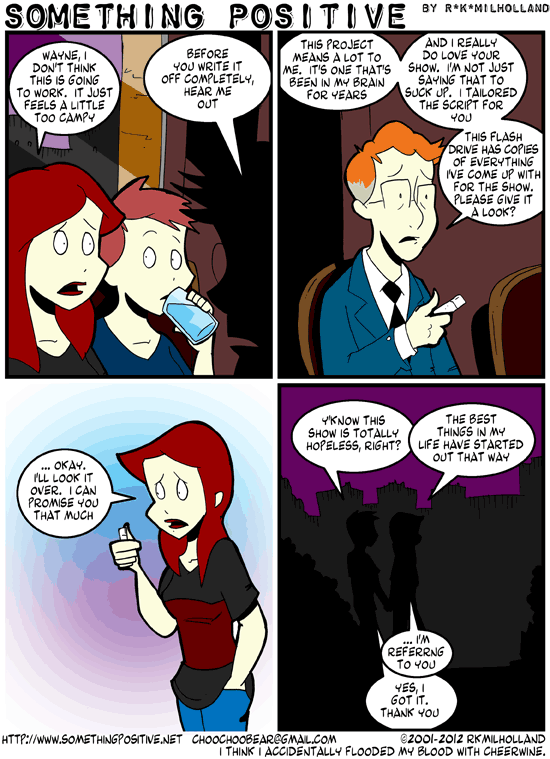 SOMETHING POSITIVE BY R*K*MILHOLLAND
WAYNE, I
DON'T THINK
THIS IS GOING
TO WORK. IT JUST
FEELS A LITTLE
TOO CAMPY
BEFORE
YOU WRITE IT
OFF COMPLETELY,
HEAR ME
OUT
THIS PROJECT
MEANS A LOT TO
ME. IT'S ONE THAT'S
BEEN IN MY BRAIN
FOR YEARS
AND I REALLY
DO LOVE YOUR
SHOW. I'M NOT JUST
SAYING THAT TO
SUCK UP. I TAILORED
THE SCRIPT FOR
YOU
THIS FLASH
DRIVE HAS COPIES
OF EVERYTHING
I'VE COME UP WITH
FOR THE SHOW.
PLEASE GIVE IT
A LOOK?
... OKAY.
I'LL LOOK IT
OVER. I CAN
PROMISE YOU
THAT MUCH
Y'KNOW THIS
SHOW IS TOTALLY
HOPELESS, RIGHT?
THE BEST
THINGS IN MY
LIFE HAVE STARTED
OUT THAT WAY
... I'M
REFERRNG
TO YOU
YES, I
GOT IT.
THANK YOU
HTTP://WWW.SOMETHINGPOSITIVE.NET CHOOCHOOBEAR@GMAIL.COM ©2001-2012 RKMILHOLLAND
I THINK I ACCIDENTALLY FLOODED MY BLOOD WITH CHEERWINE.